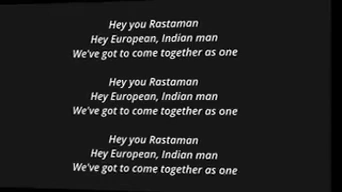 Hey you Rastaman
Hey European, Indian man
We've got to come together as one
Hey you Rastaman
Hey European, Indian man
We've got to come together as one
Hey you Rastaman
Hey European, Indian man
We've got to come together as one